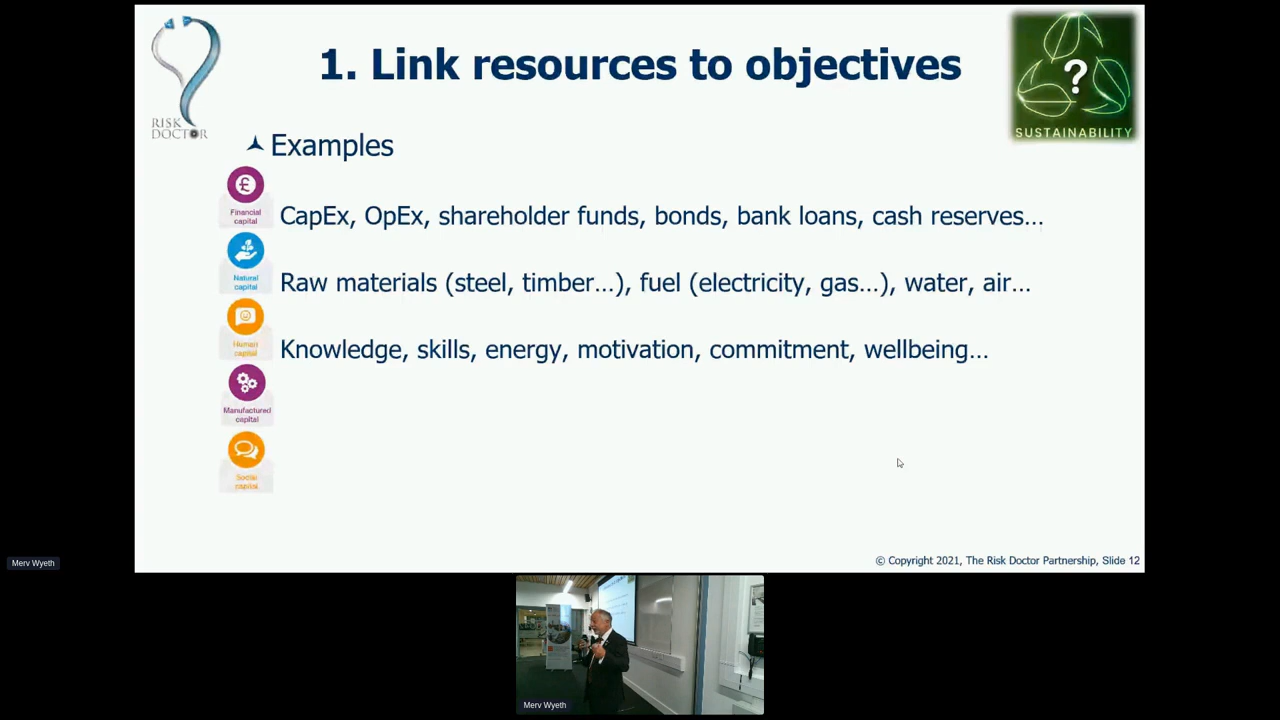 1. Link resources to objectives
RISK
DOCTOR
?
SUSTAINABILITY
Examples
£
Financial
capital
CapEx, OpEx, shareholder funds, bonds, bank loans, cash reserves…
Natural
capital
Raw materials (steel, timber…), fuel (electricity, gas…), water, air…
Human
capital
Knowledge, skills, energy, motivation, commitment, wellbeing…
Manufactured
capital
Social
capital
© Copyright 2021, The Risk Doctor Partnership, Slide 12
Merv Wyeth
Merv Wyeth